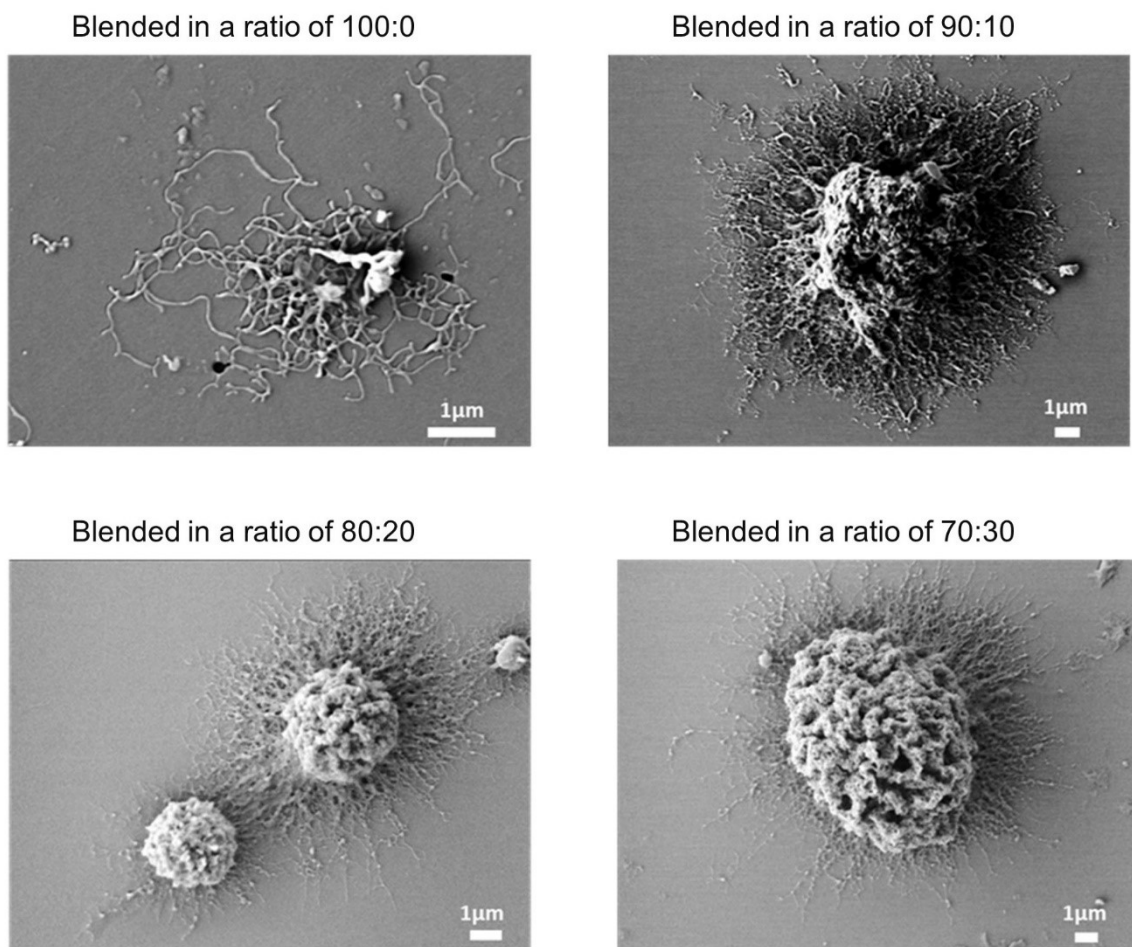 Blended in a ratio of 100:0
Blended in a ratio of 90:10
1μm
1μm
Blended in a ratio of 80:20
Blended in a ratio of 70:30
1μm
1μm